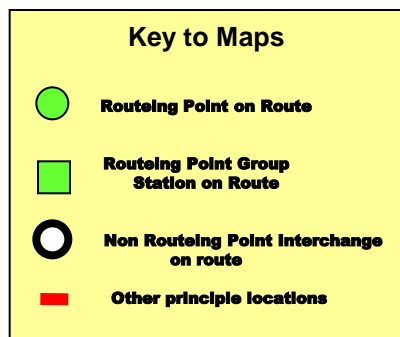 Key to Maps
Routeing Point on Route
Routeing Point Group
Station on Route
Non Routeing Point Interchange
on route
Other principle locations